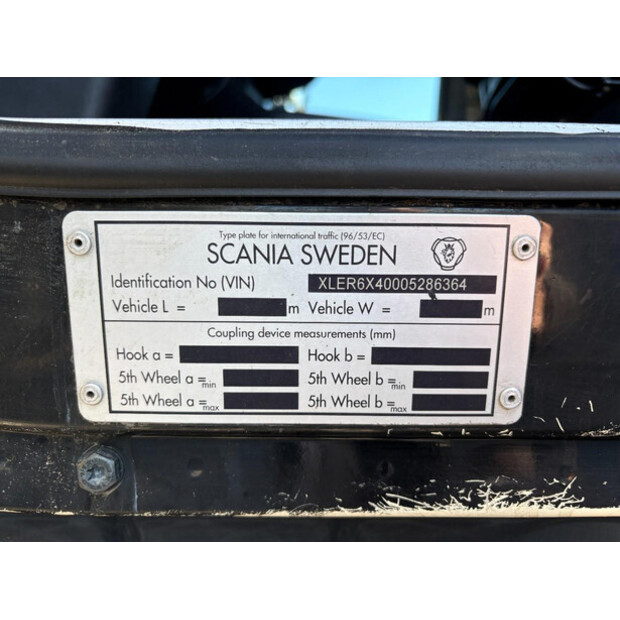 Type plate for international traffic (96/53/EC)
SCANIA SWEDEN
Identification No (VIN) XLER6X40005286364
Vehicle L = m Vehicle W = m
Coupling device measurements (mm)
Hook a = Hook b =
5th Wheel a =min 5th Wheel b =min
5th Wheel a =max 5th Wheel b =max